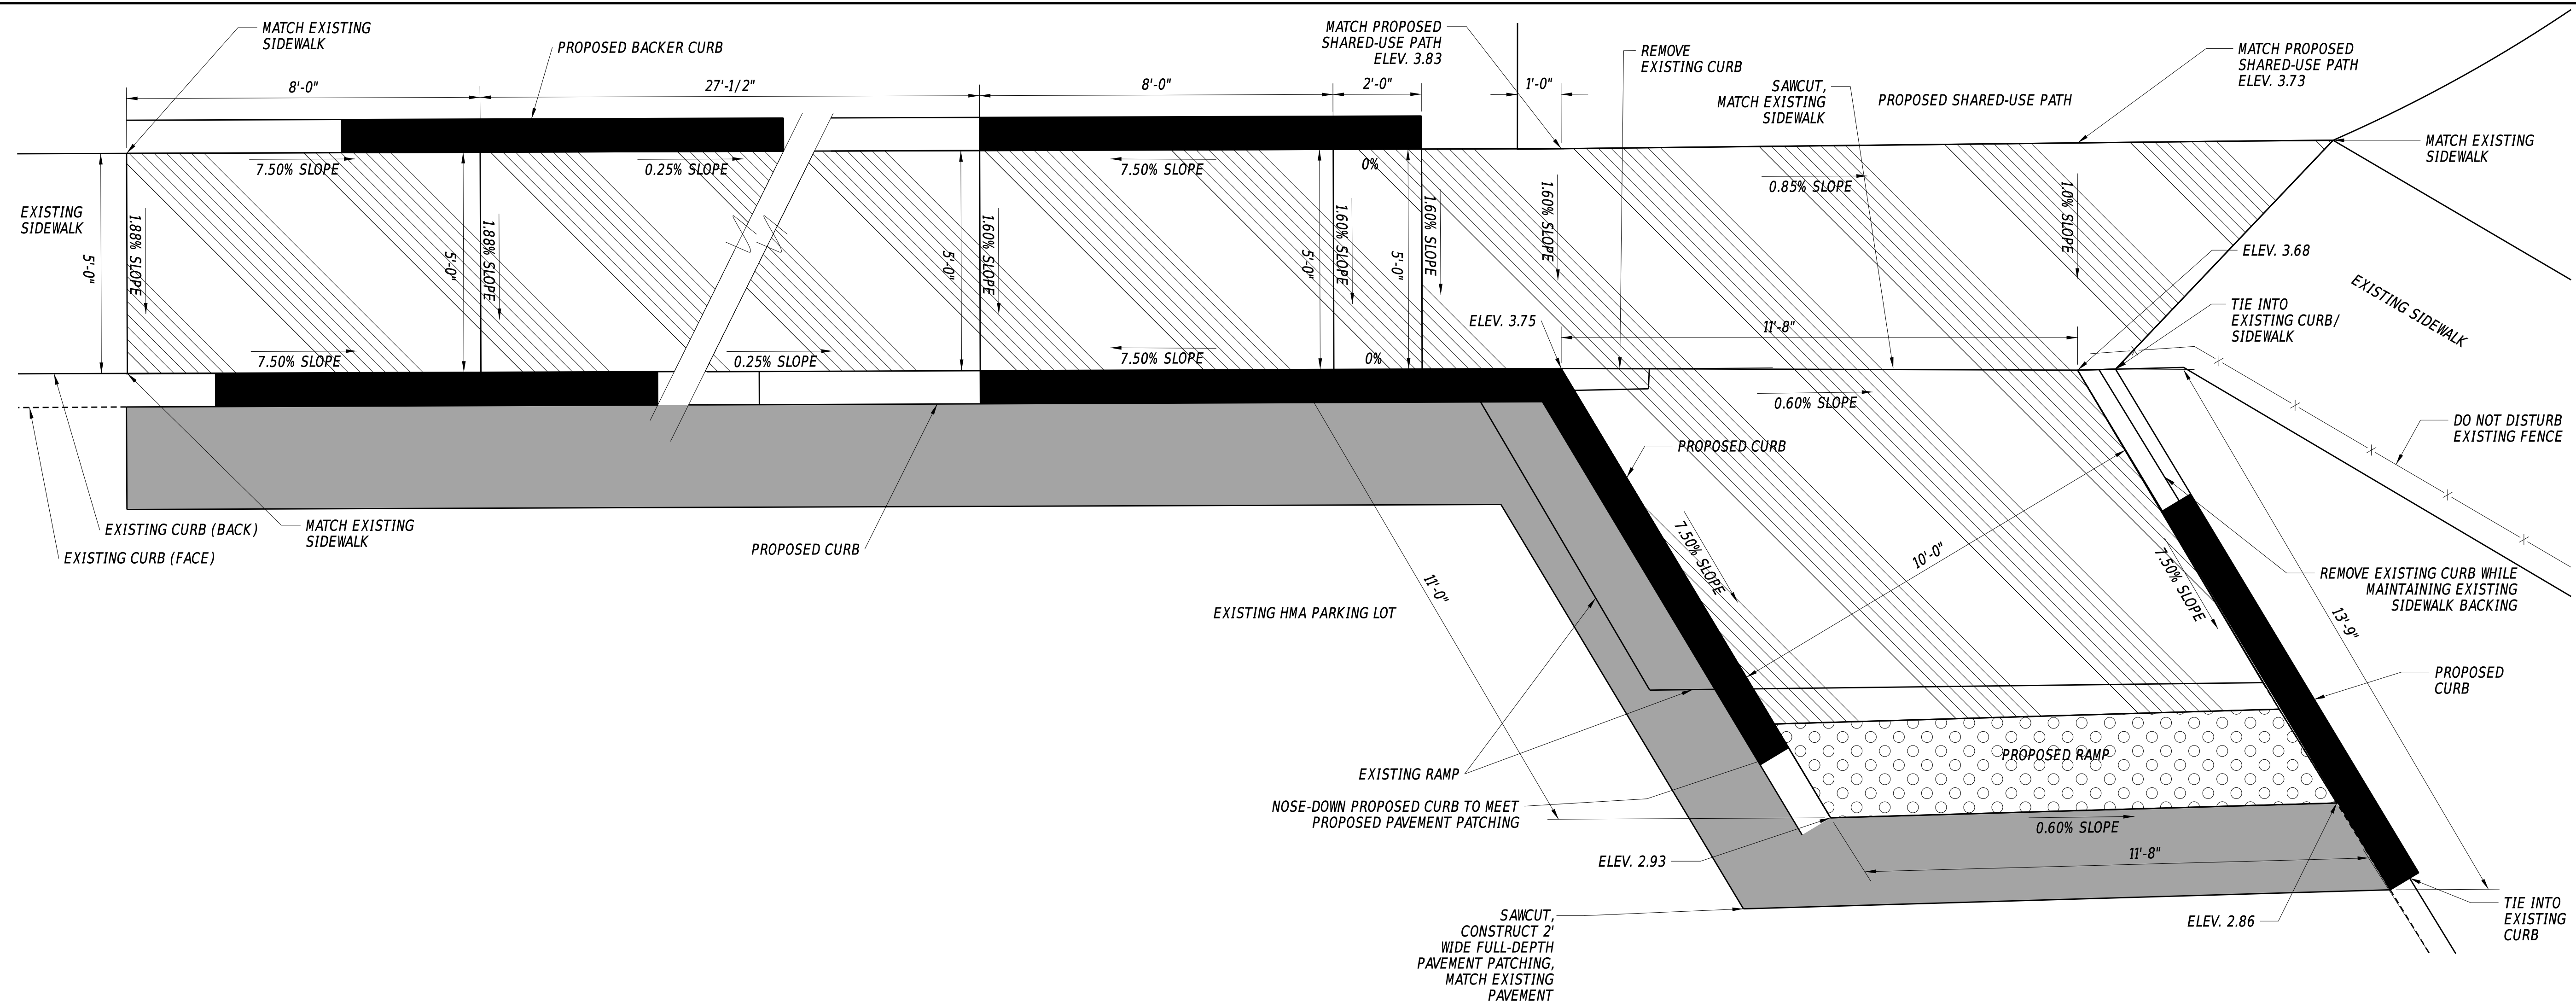 MATCH EXISTING
SIDEWALK
PROPOSED BACKER CURB
MATCH PROPOSED
SHARED-USE PATH
ELEV. 3.83
REMOVE
EXISTING CURB
SAWCUT,
MATCH EXISTING
SIDEWALK
PROPOSED SHARED-USE PATH
MATCH PROPOSED
SHARED-USE PATH
ELEV. 3.73
8'-0"
27'-1/2"
8'-0"
2'-0"
1'-0"
MATCH EXISTING
SIDEWALK
7.50% SLOPE
0.25% SLOPE
7.50% SLOPE
0%
0.85% SLOPE
EXISTING
SIDEWALK
5'-0"
1.88% SLOPE
5'-0"
1.88% SLOPE
5'-0"
1.60% SLOPE
5'-0"
1.60% SLOPE
5'-0"
1.60% SLOPE
1.60% SLOPE
1.0% SLOPE
ELEV. 3.68
EXISTING SIDEWALK
TIE INTO
EXISTING CURB/
SIDEWALK
ELEV. 3.75
11'-8"
7.50% SLOPE
0.25% SLOPE
7.50% SLOPE
0%
0.60% SLOPE
DO NOT DISTURB
EXISTING FENCE
PROPOSED CURB
EXISTING CURB (BACK)
EXISTING CURB (FACE)
MATCH EXISTING
SIDEWALK
PROPOSED CURB
7.50% SLOPE
10'-0"
7.50% SLOPE
REMOVE EXISTING CURB WHILE
MAINTAINING EXISTING
SIDEWALK BACKING
11'-0"
EXISTING HMA PARKING LOT
13'-9"
PROPOSED
CURB
PROPOSED RAMP
EXISTING RAMP
NOSE-DOWN PROPOSED CURB TO MEET
PROPOSED PAVEMENT PATCHING
0.60% SLOPE
ELEV. 2.93
11'-8"
SAWCUT,
CONSTRUCT 2'
WIDE FULL-DEPTH
PAVEMENT PATCHING,
MATCH EXISTING
PAVEMENT
ELEV. 2.86
TIE INTO
EXISTING
CURB